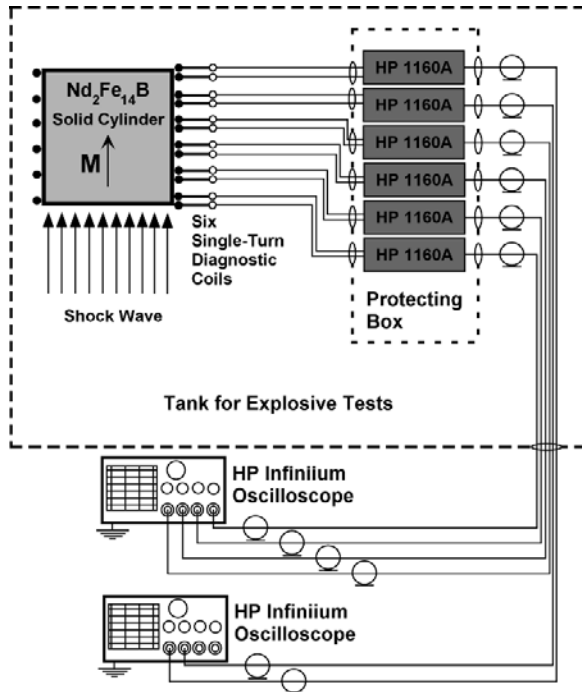 Nd2Fe14B
Solid Cylinder
M
HP 1160A
HP 1160A
HP 1160A
HP 1160A
HP 1160A
HP 1160A
Six
Single-Turn
Diagnostic
Coils
Shock Wave
Protecting
Box
Tank for Explosive Tests
HP Infiniium
Oscilloscope
HP Infiniium
Oscilloscope